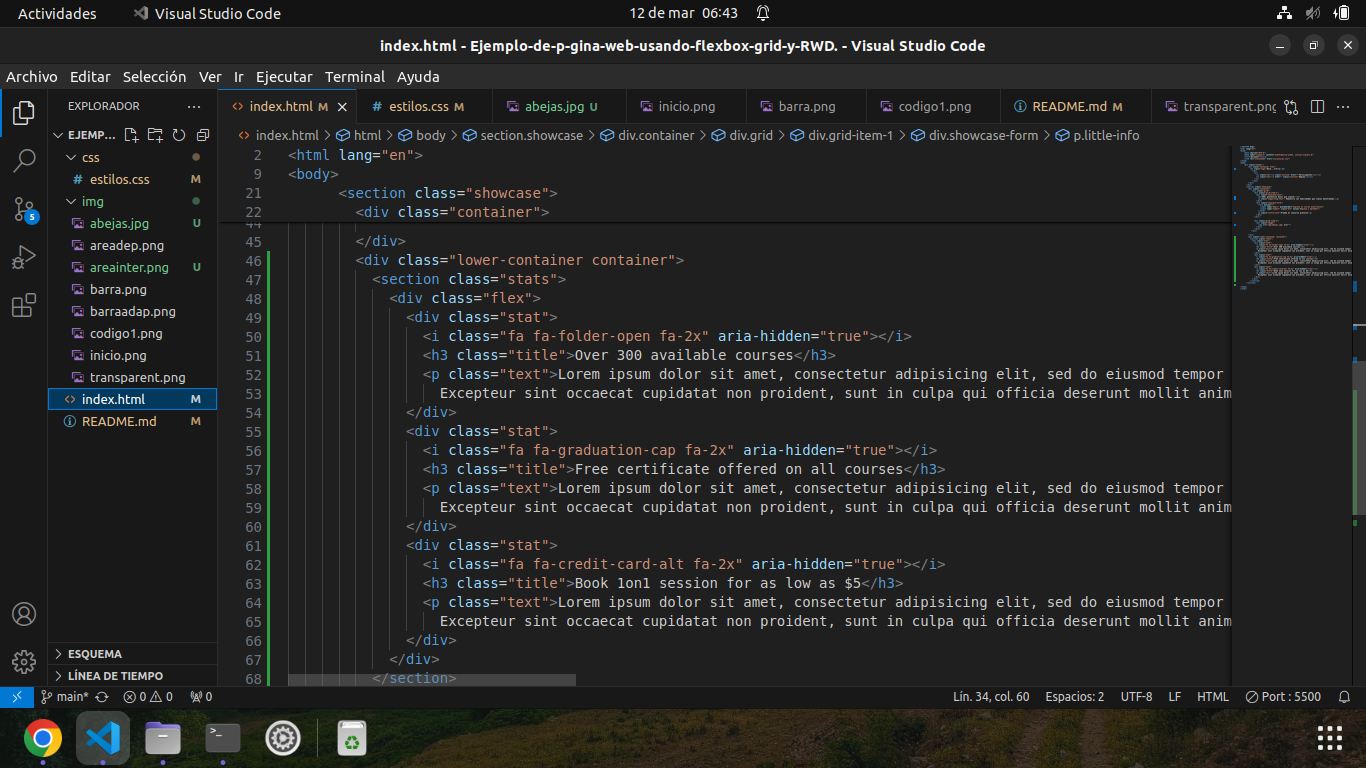 Actividades
Visual Studio Code
12 de mar 06:43
index.html - Ejemplo-de-p-gina-web-usando-flexbox-grid-y-RWD. - Visual Studio Code
Archivo Editar Selección Ver Ir Ejecutar Terminal Ayuda
EXPLORADOR
index.html M
# estilos.css M
abejas.jpg U
inicio.png
barra.png
codigo1.png
README.md M
transparent.png
EJEMP...
css
# estilos.css M
img
abejas.jpg U
areadep.png
areainter.png U
barra.png
barraadap.png
codigo1.png
inicio.png
transparent.png
index.html M
README.md M
ESQUEMA
LÍNEA DE TIEMPO
5
index.html > html > body > section.showcase > div.container > div.grid > div.grid-item-1 > div.showcase-form > p.little-info
2 <html lang="en">
9 <body>
21 <section class="showcase">
22 <div class="container">
44
45 </div>
46 <div class="lower-container container">
47 <section class="stats">
48 <div class="flex">
49 <div class="stat">
50 <i class="fa fa-folder-open fa-2x" aria-hidden="true"></i>
51 <h3 class="title">Over 300 available courses</h3>
52 <p class="text">Lorem ipsum dolor sit amet, consectetur adipisicing elit, sed do eiusmod tempor
53 Excepteur sint occaecat cupidatat non proident, sunt in culpa qui officia deserunt mollit anim
54 </div>
55 <div class="stat">
56 <i class="fa fa-graduation-cap fa-2x" aria-hidden="true"></i>
57 <h3 class="title">Free certificate offered on all courses</h3>
58 <p class="text">Lorem ipsum dolor sit amet, consectetur adipisicing elit, sed do eiusmod tempor
59 Excepteur sint occaecat cupidatat non proident, sunt in culpa qui officia deserunt mollit anim
60 </div>
61 <div class="stat">
62 <i class="fa fa-credit-card-alt fa-2x" aria-hidden="true"></i>
63 <h3 class="title">Book 1on1 session for as low as $5</h3>
64 <p class="text">Lorem ipsum dolor sit amet, consectetur adipisicing elit, sed do eiusmod tempor
65 Excepteur sint occaecat cupidatat non proident, sunt in culpa qui officia deserunt mollit anim
66 </div>
67 </div>
68 </section>
main* 0 0 0
Lín. 34, col. 60 Espacios: 2 UTF-8 LF HTML Port : 5500